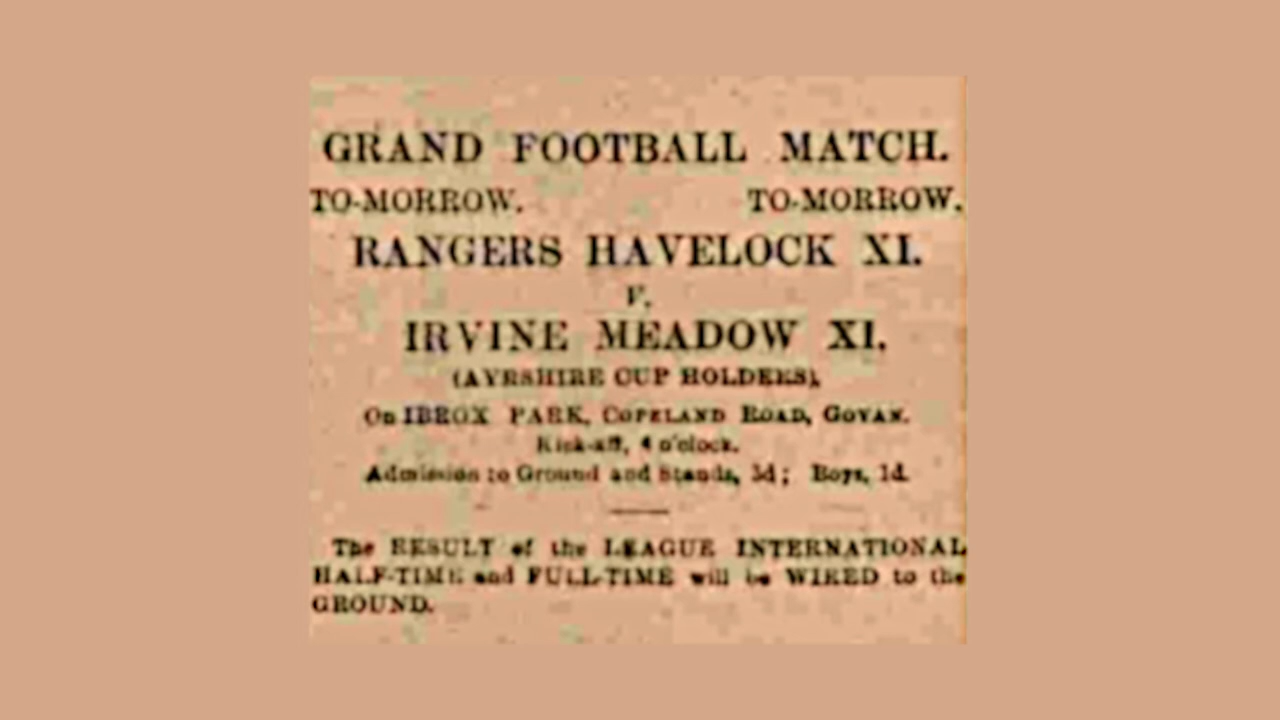 GRAND FOOTBALL MATCH.
TO-MORROW. TO-MORROW.
RANGERS HAVELOCK XI.
V.
IRVINE MEADOW XI.
(AYRSHIRE CUP HOLDERS),
On IBROX PARK, COPELAND ROAD, GOVAN.
Kick-off, 4 o'clock.
Admission to Ground and Stands, 3d; Boys, 1d.
The RESULT of the LEAGUE INTERNATIONAL
HALF-TIME and FULL-TIME will be WIRED to the
GROUND.